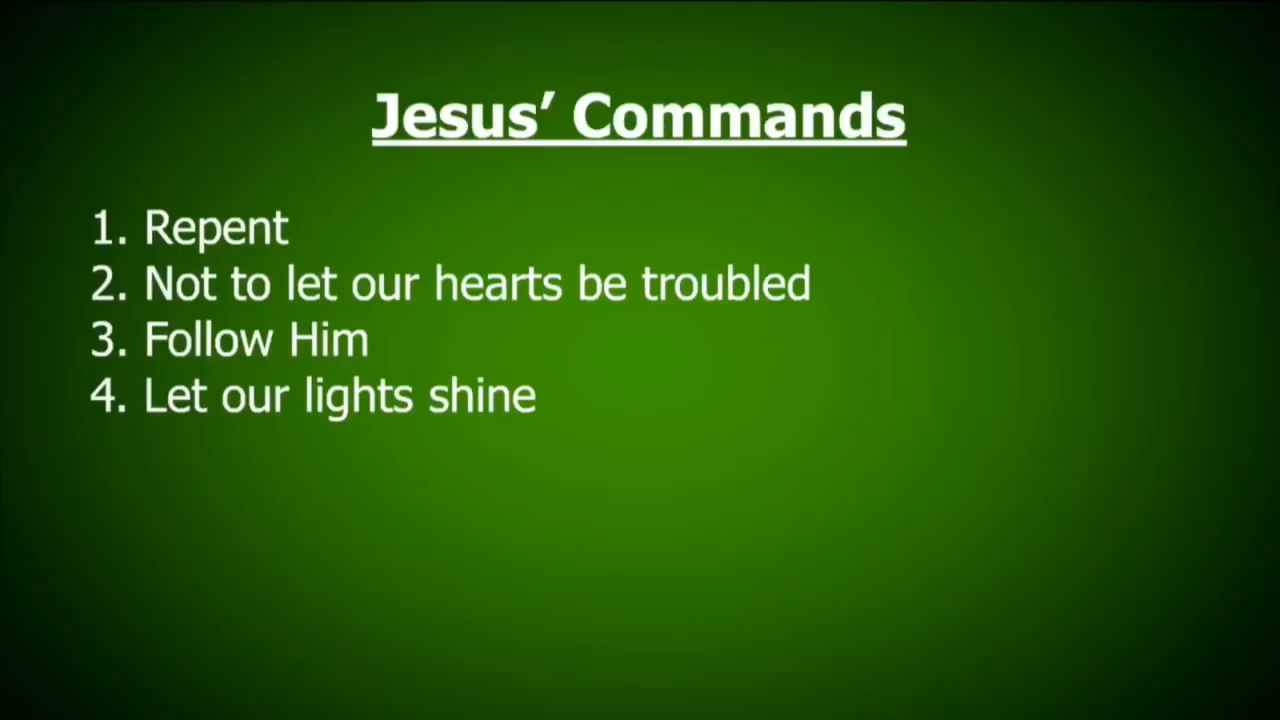 Jesus’ Commands
1. Repent
2. Not to let our hearts be troubled
3. Follow Him
4. Let our lights shine